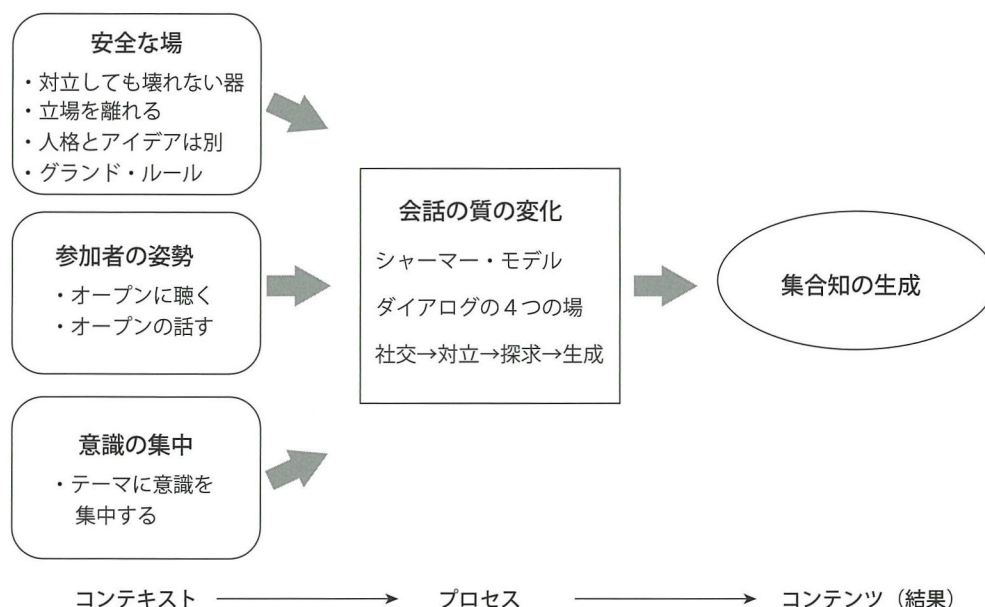 安全な場
・対立しても壊れない器
・立場を離れる
・人格とアイデアは別
・グランド・ルール
参加者の姿勢
・オープンに聴く
・オープンの話す
意識の集中
・テーマに意識を
集中する
会話の質の変化
シャーマー・モデル
ダイアログの4つの場
社交→対立→探求→生成
集合知の生成
コンテキスト → プロセス → コンテンツ（結果）